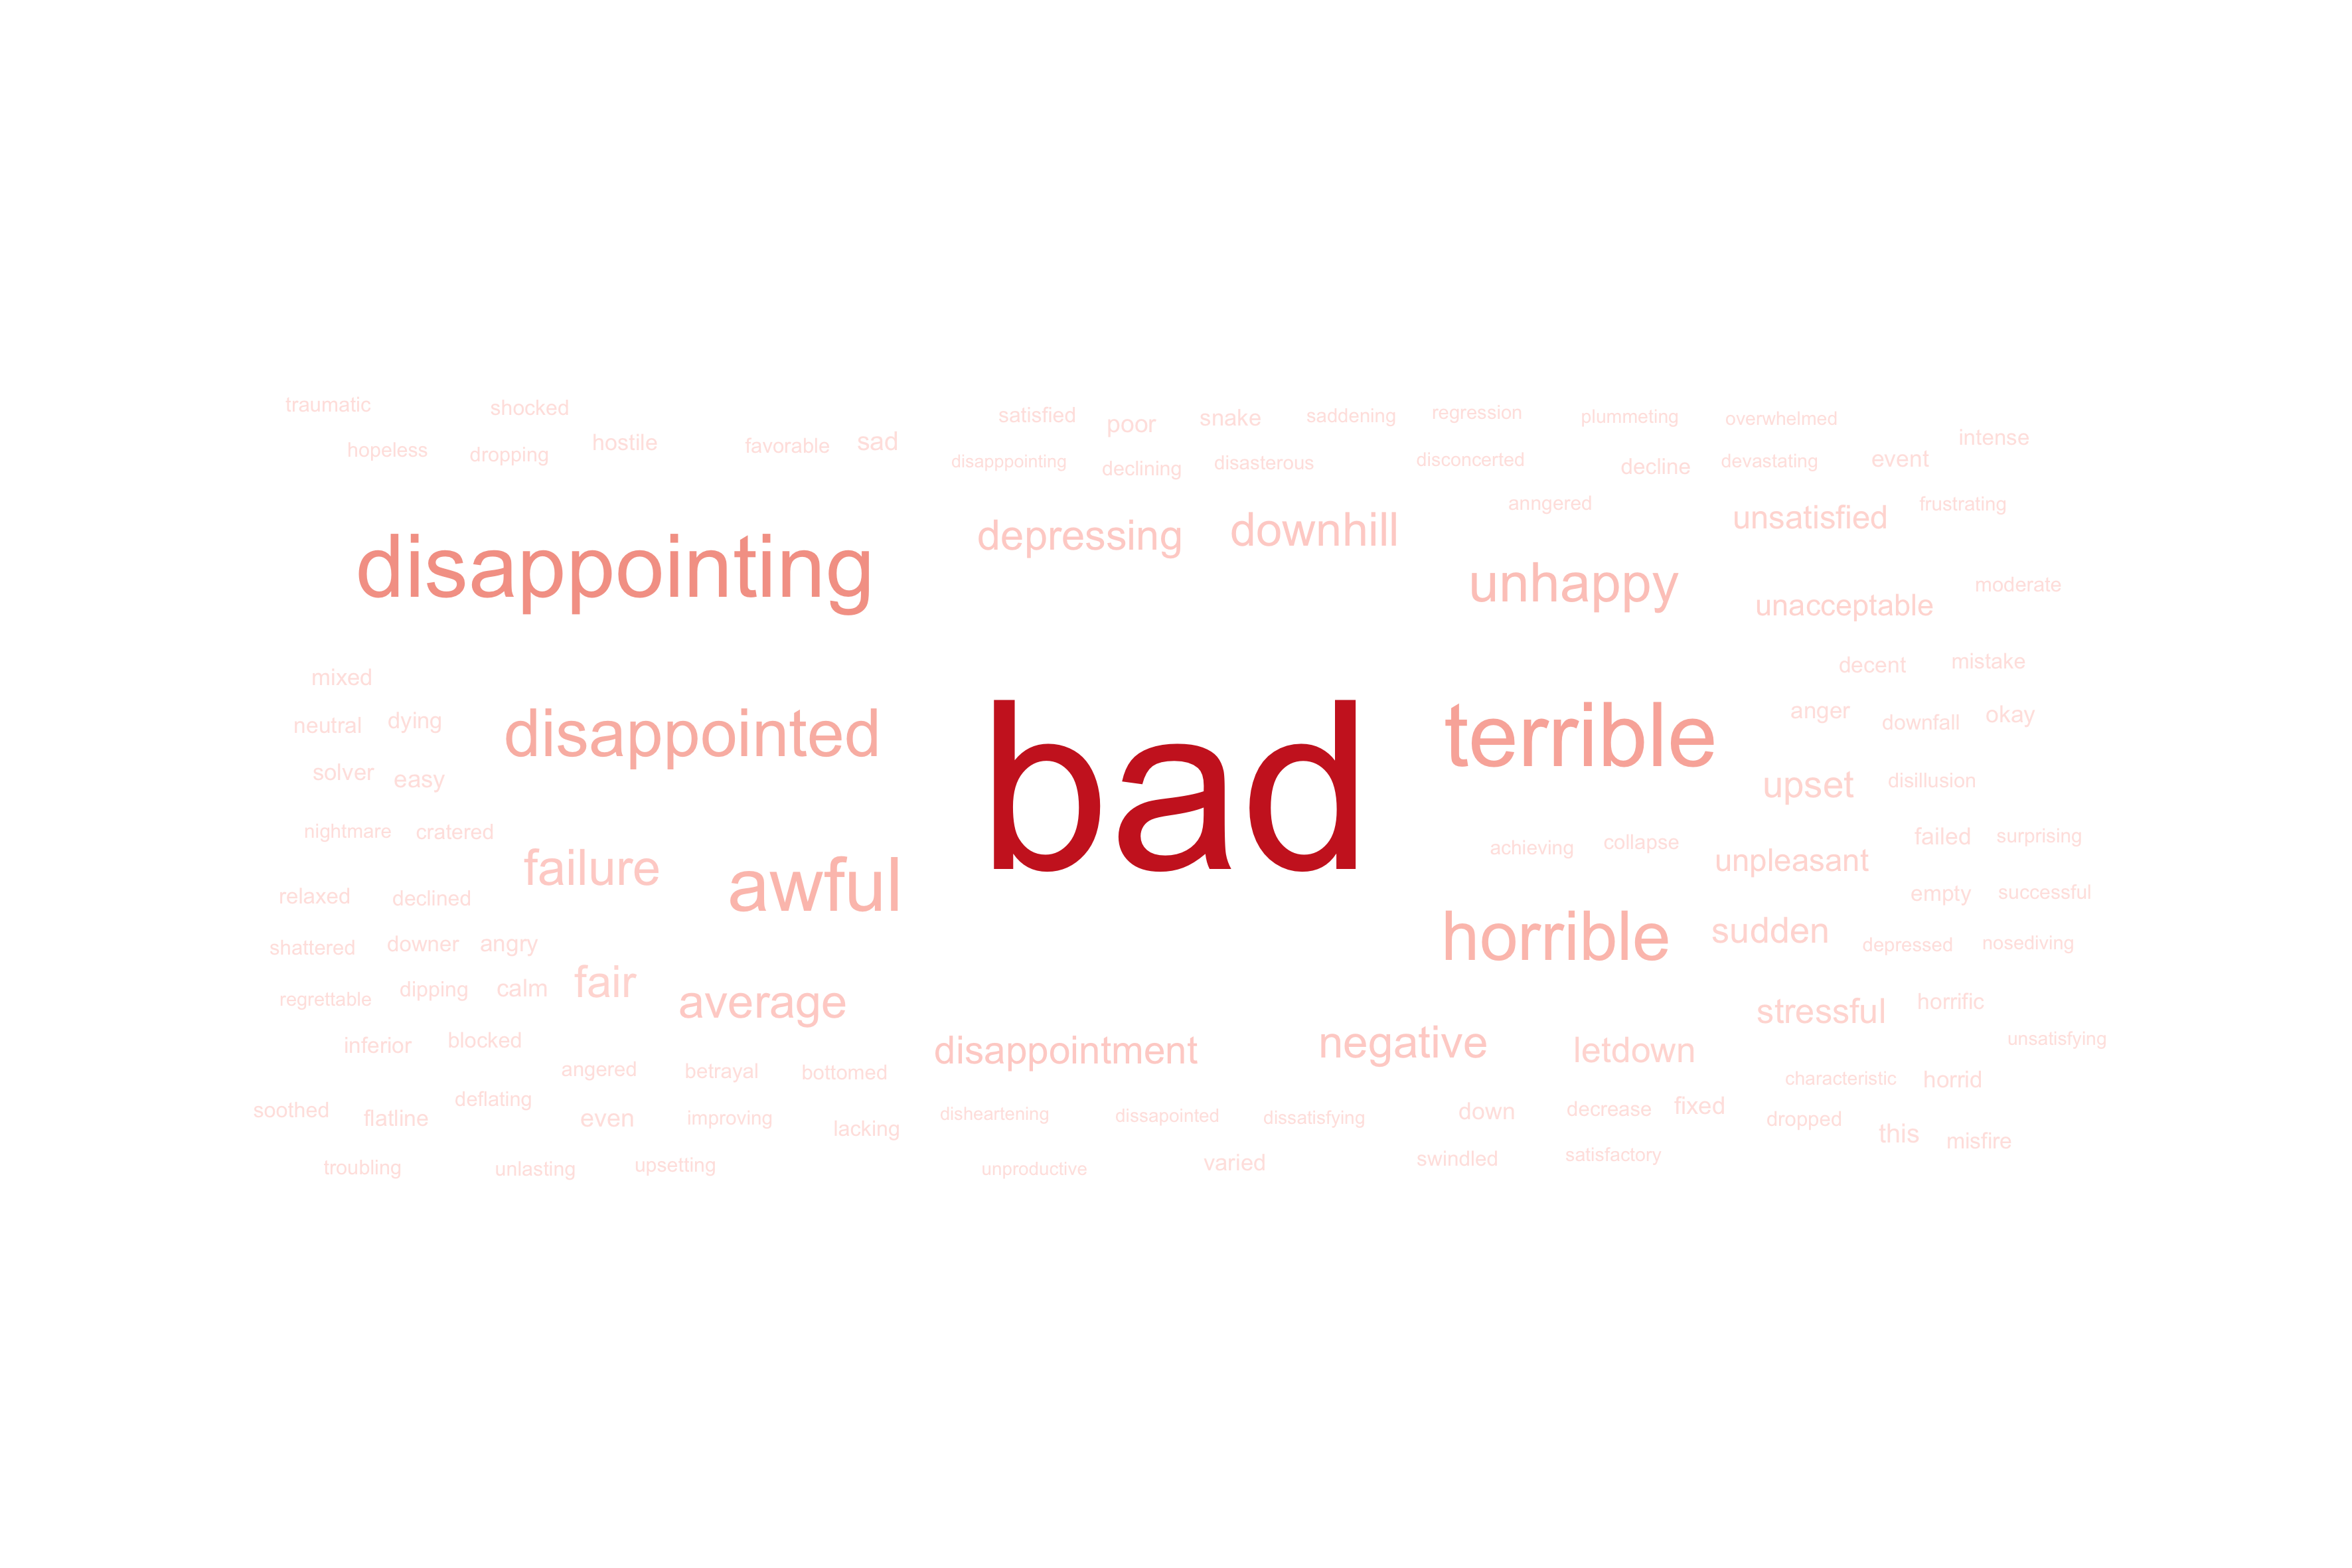 traumatic
shocked
satisfied
poor
snake
saddening
regression
plummeting
overwhelmed
hopeless
dropping
hostile
favorable
sad
intense
disapppointing
declining
disasterous
disconcerted
decline
devastating
event
anngered
unsatisfied
frustrating
disappointing
depressing
downhill
unhappy
unacceptable
moderate
mixed
decent
mistake
neutral
dying
disappointed
bad
terrible
anger
downfall
okay
solver
easy
upset
disillusion
nightmare
cratered
failure
awful
achieving
collapse
unpleasant
failed
surprising
relaxed
declined
empty
successful
shattered
downer
angry
horrible
sudden
depressed
nosediving
regrettable
dipping
calm
fair
average
stressful
horrific
inferior
blocked
disappointment
negative
letdown
unsatisfying
angered
betrayal
bottomed
characteristic
horrid
soothed
flatline
deflating
even
improving
lacking
disheartening
dissapointed
dissatisfying
down
decrease
fixed
dropped
this
misfire
troubling
unlasting
upsetting
unproductive
varied
swindled
satisfactory